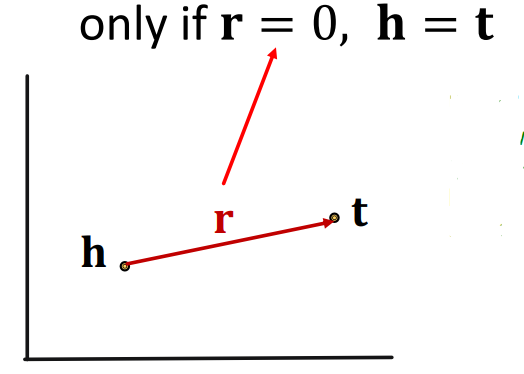 only if r = 0, h = t
r
t
h